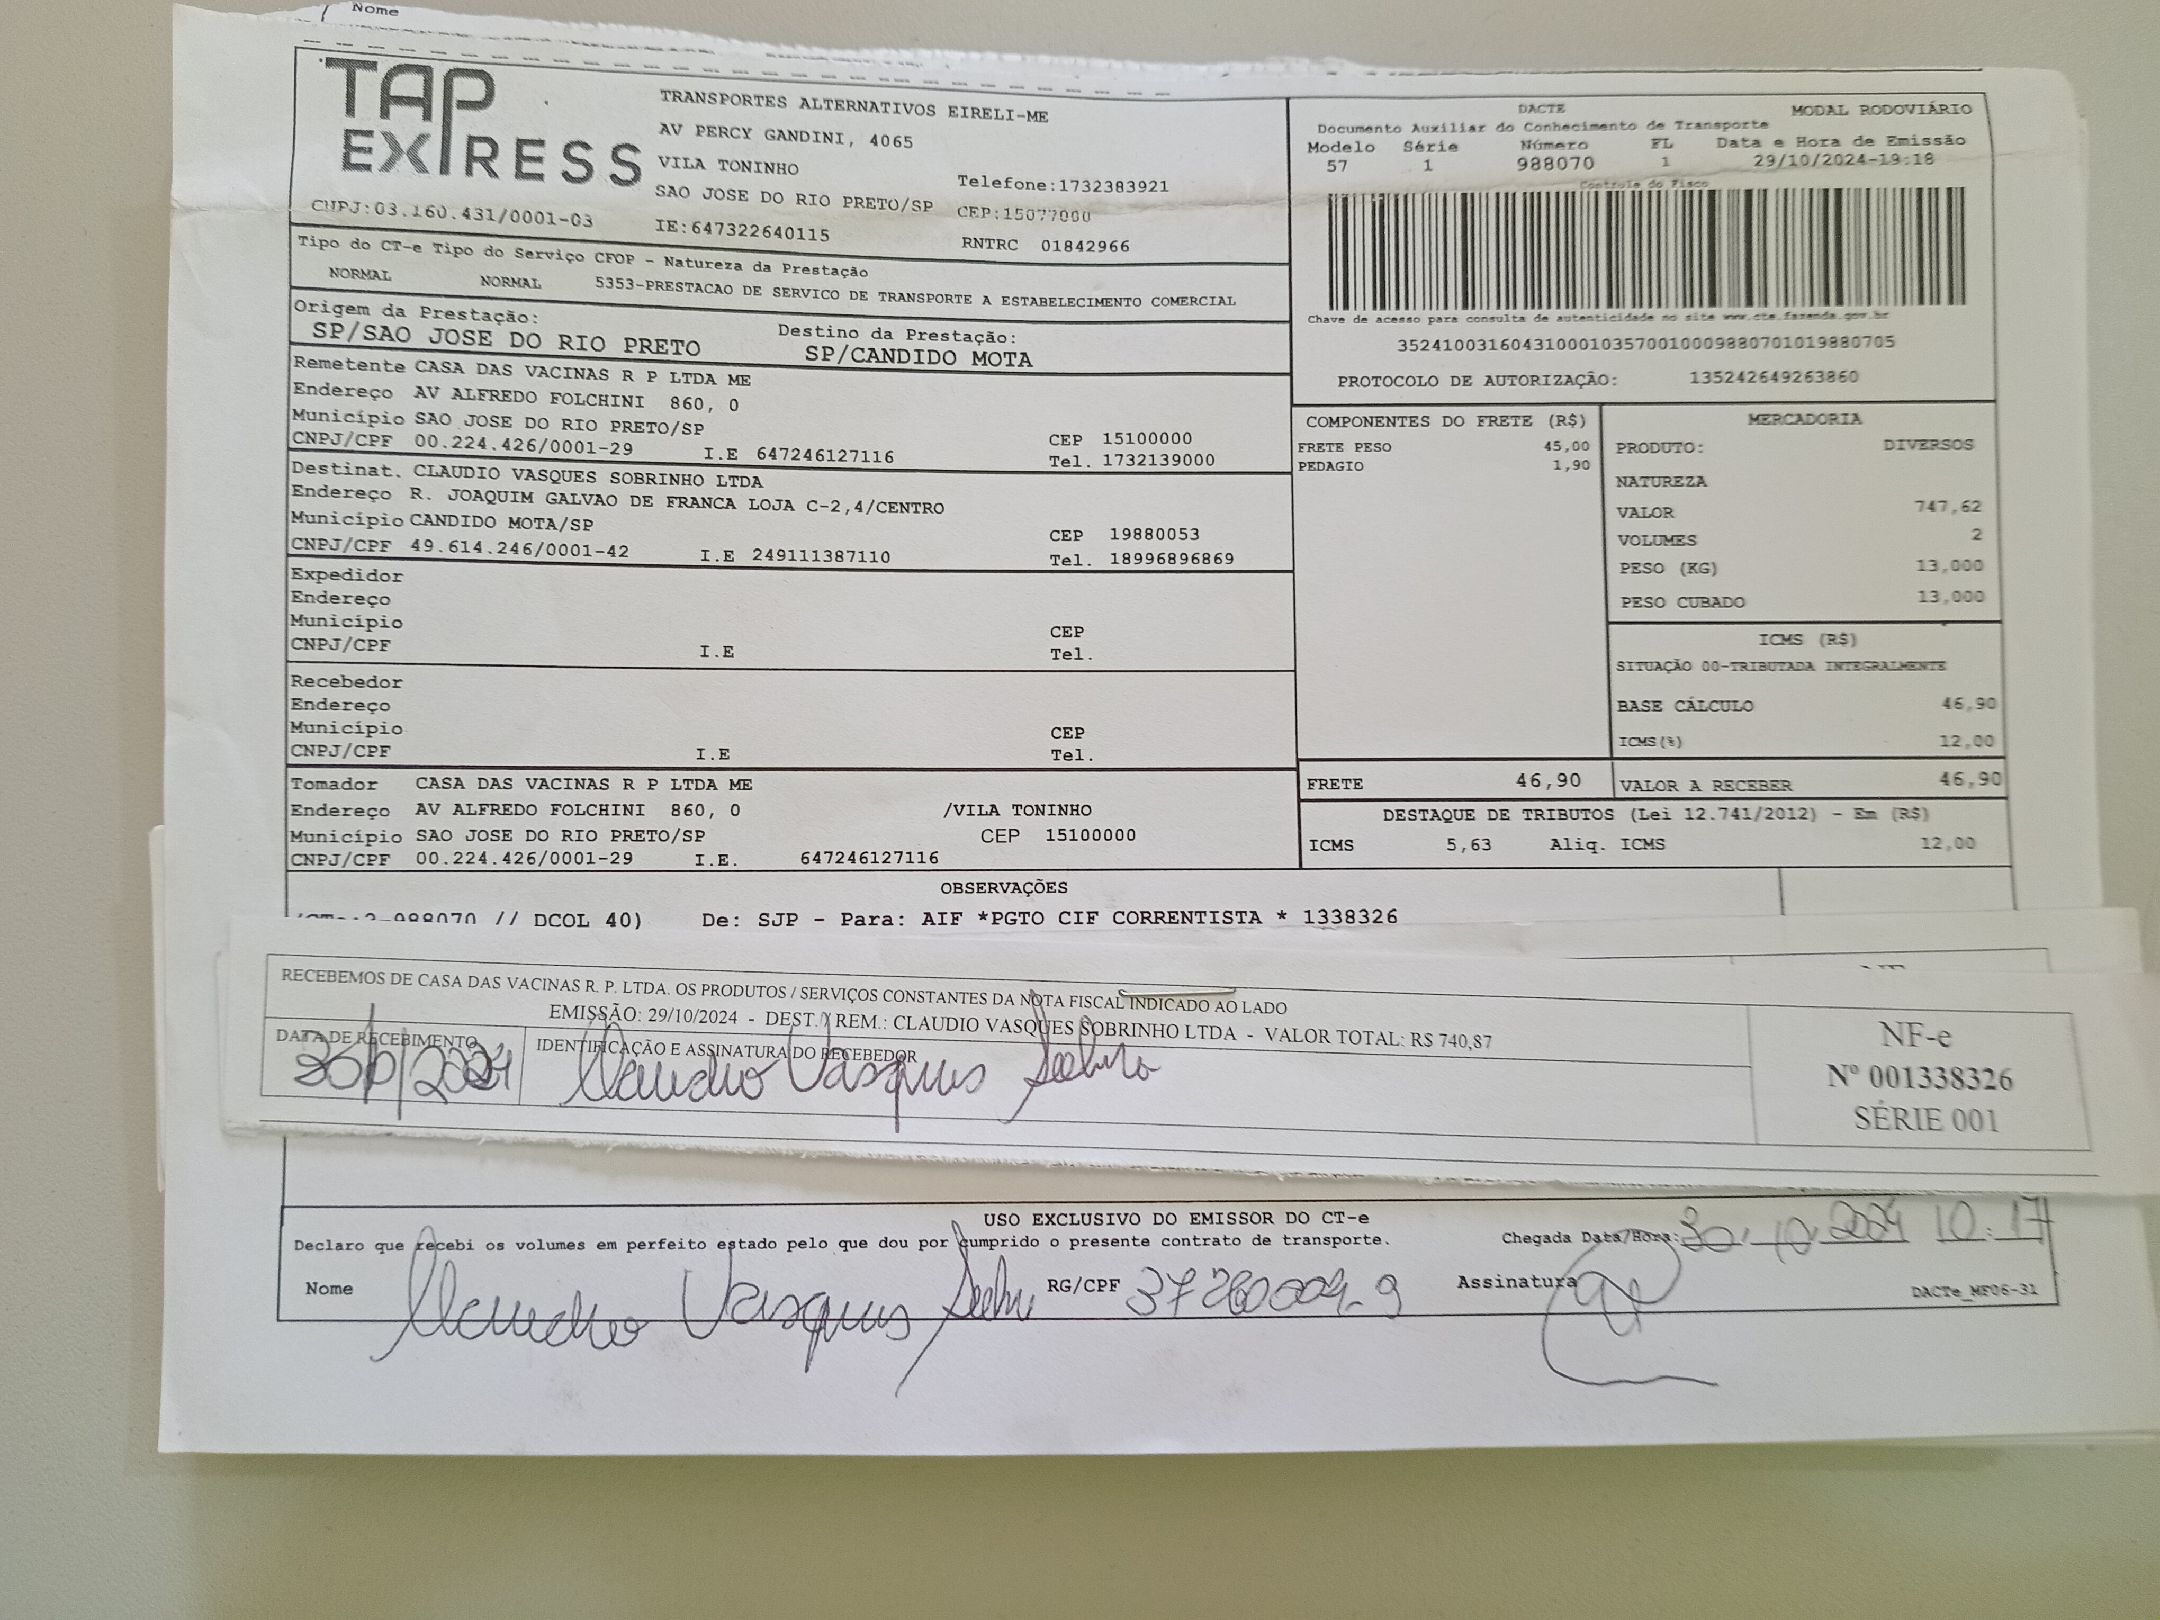 Nome
TAP EXPRESS
TRANSPORTES ALTERNATIVOS EIRELI-ME
AV PERCY GANDINI, 4065
VILA TONINHO
Telefone:1732383921
SAO JOSE DO RIO PRETO/SP CEP:15077000
CNPJ:03.160.431/0001-03 IE:647322640115 RNTRC 01842966
DACTE MODAL RODOVIÁRIO
Documento Auxiliar do Conhecimento de Transporte
Modelo Série Número FL Data e Hora de Emissão
57 1 988070 1 29/10/2024-19:18
Controle do Fisco
Chave de acesso para consulta de autenticidade no site www.cte.fazenda.gov.br
35241003160431000103570010009880701019880705
PROTOCOLO DE AUTORIZAÇÃO: 135242649263860
Tipo do CT-e Tipo do Serviço CFOP - Natureza da Prestação
NORMAL NORMAL 5353-PRESTACAO DE SERVICO DE TRANSPORTE A ESTABELECIMENTO COMERCIAL
Origem da Prestação: Destino da Prestação:
SP/SAO JOSE DO RIO PRETO SP/CANDIDO MOTA
Remetente CASA DAS VACINAS R P LTDA ME
Endereço AV ALFREDO FOLCHINI 860, 0
Município SAO JOSE DO RIO PRETO/SP CEP 15100000
CNPJ/CPF 00.224.426/0001-29 I.E 647246127116 Tel. 1732139000
Destinat. CLAUDIO VASQUES SOBRINHO LTDA
Endereço R. JOAQUIM GALVAO DE FRANCA LOJA C-2,4/CENTRO
Município CANDIDO MOTA/SP CEP 19880053
CNPJ/CPF 49.614.246/0001-42 I.E 249111387110 Tel. 18996896869
Expedidor
Endereço
Município CEP
CNPJ/CPF I.E Tel.
Recebedor
Endereço
Município CEP
CNPJ/CPF I.E Tel.
Tomador CASA DAS VACINAS R P LTDA ME
Endereço AV ALFREDO FOLCHINI 860, 0 /VILA TONINHO
Município SAO JOSE DO RIO PRETO/SP CEP 15100000
CNPJ/CPF 00.224.426/0001-29 I.E. 647246127116
COMPONENTES DO FRETE (R$)
FRETE PESO 45,00
PEDAGIO 1,90
MERCADORIA
PRODUTO: DIVERSOS
NATUREZA
VALOR 747,62
VOLUMES 2
PESO (KG) 13,000
PESO CUBADO 13,000
ICMS (R$)
SITUAÇÃO 00-TRIBUTADA INTEGRALMENTE
BASE CÁLCULO 46,90
ICMS(%) 12,00
FRETE 46,90 VALOR A RECEBER 46,90
DESTAQUE DE TRIBUTOS (Lei 12.741/2012) - Em (R$)
ICMS 5,63 Aliq. ICMS 12,00
OBSERVAÇÕES
988070 // DCOL 40) De: SJP - Para: AIF *PGTO CIF CORRENTISTA * 1338326
RECEBEMOS DE CASA DAS VACINAS R. P. LTDA. OS PRODUTOS / SERVIÇOS CONSTANTES DA NOTA FISCAL INDICADO AO LADO
EMISSÃO: 29/10/2024 - DEST. / REM.: CLAUDIO VASQUES SOBRINHO LTDA - VALOR TOTAL: R$ 740,87
DATA DE RECEBIMENTO IDENTIFICAÇÃO E ASSINATURA DO RECEBEDOR
Claudio Vasques Sobrinho
NF-e
Nº 001338326
SÉRIE 001
USO EXCLUSIVO DO EMISSOR DO CT-e
Declaro que recebi os volumes em perfeito estado pelo que dou por cumprido o presente contrato de transporte. Chegada Data/Hora: 30/10/2024 10:17
Nome Claudio Vasques RG/CPF 37260004-9 Assinatura DACTe_MF06-31